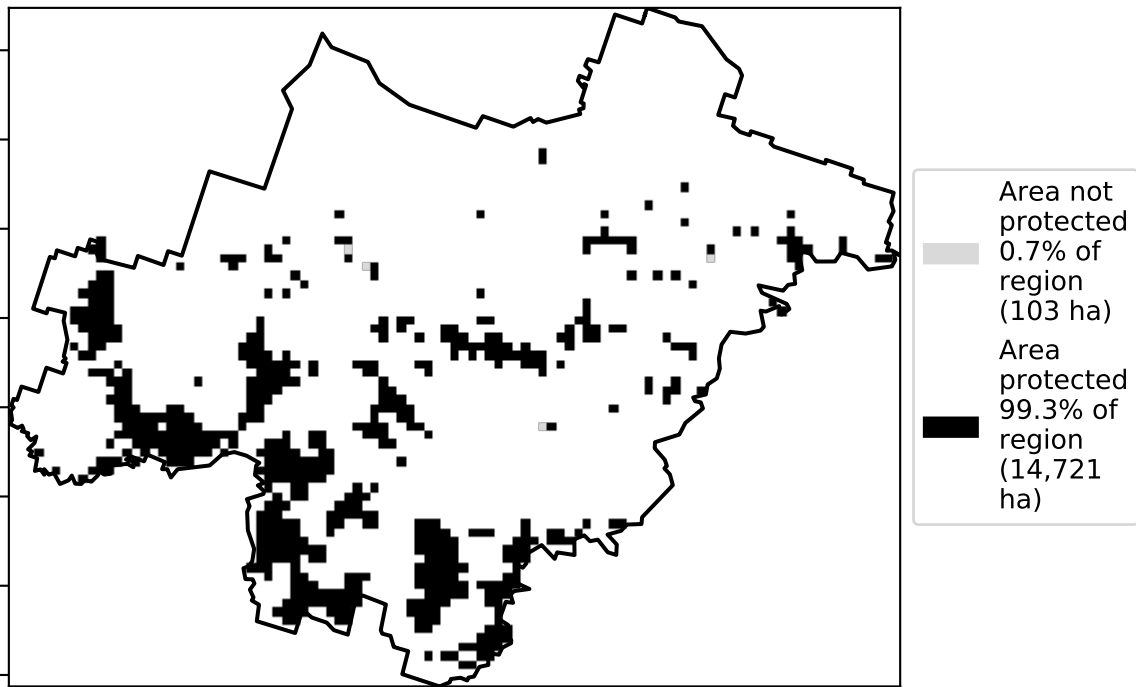 Area not
protected
0.7% of
region
(103 ha)
Area
protected
99.3% of
region
(14,721
ha)